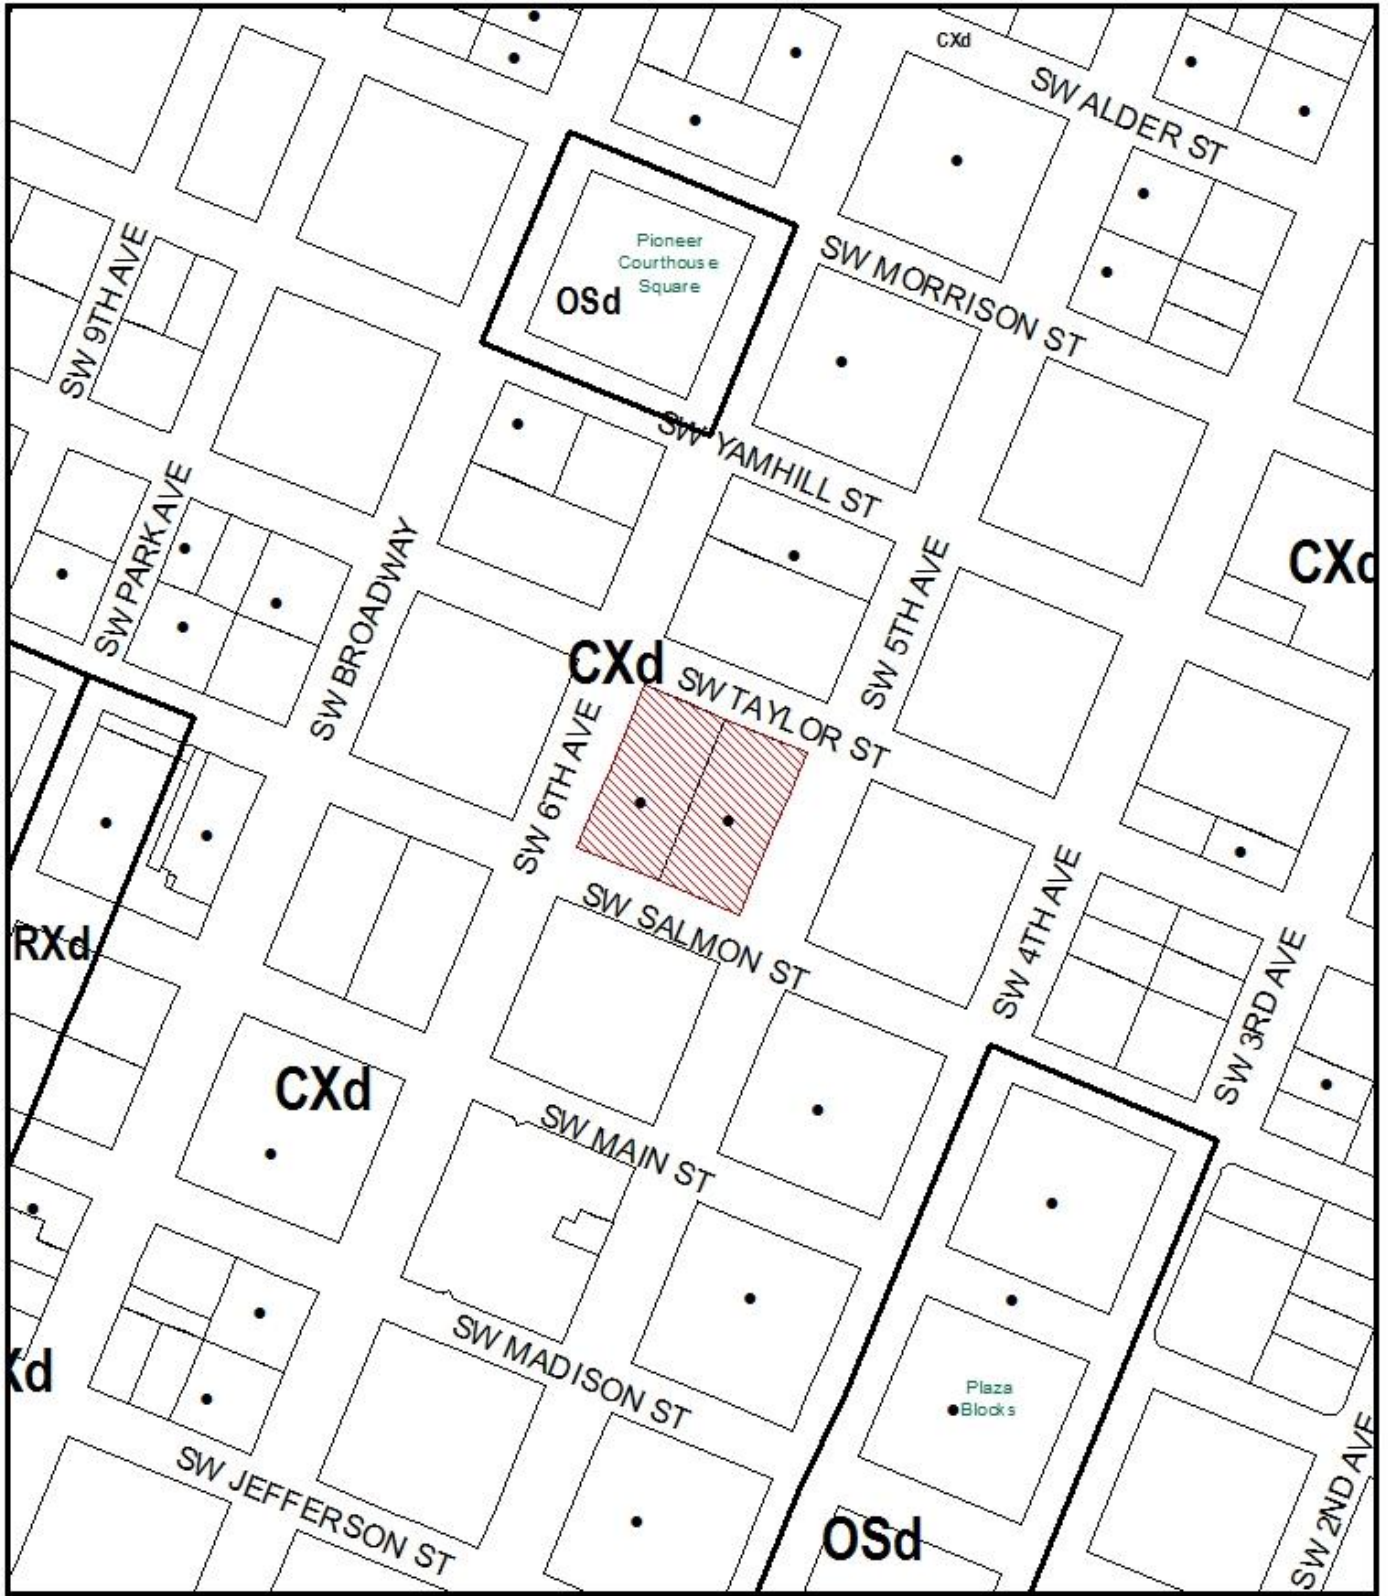 CXd
SW ALDER ST
Pioneer
Courthouse
Square
OSd
SW MORRISON ST
SW 9TH AVE
SW YAMHILL ST
SW PARK AVE
SW BROADWAY
SW 5TH AVE
CXd
CXd
SW TAYLOR ST
SW 6TH AVE
SW SALMON ST
SW 4TH AVE
RXd
SW 3RD AVE
CXd
SW MAIN ST
SW MADISON ST
Xd
Plaza
Blocks
SW JEFFERSON ST
OSd
SW 2ND AVE